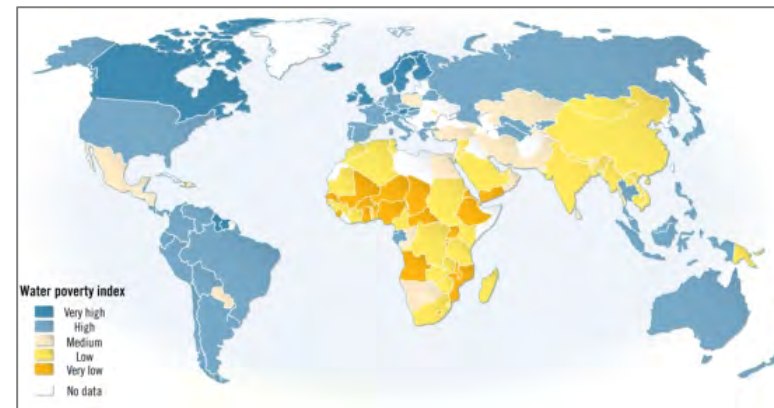 Water poverty index
Very high
High
Medium
Low
Very low
No data